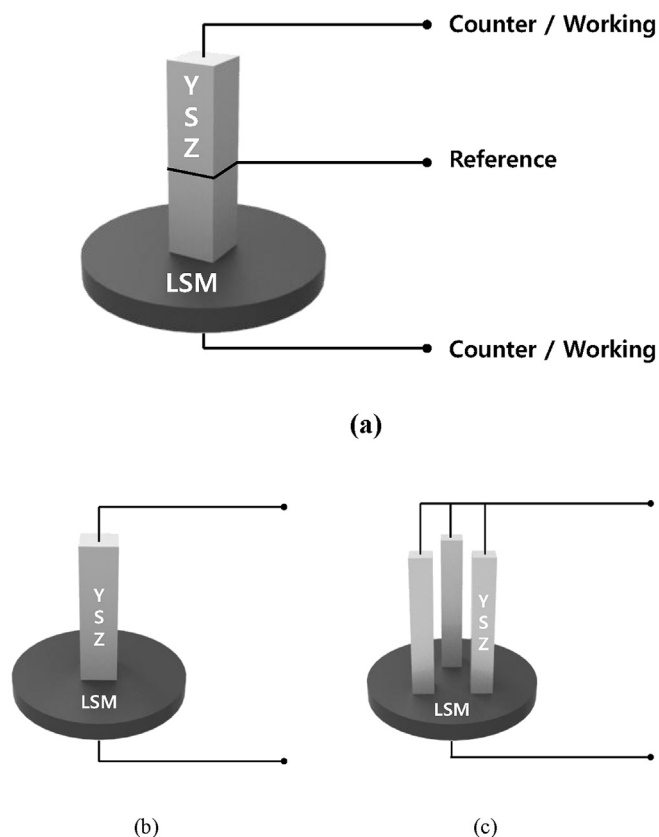 Counter / Working
Y
S
Z
Reference
LSM
Counter / Working
(a)
Y
S
Z
LSM
Y
S
Z
LSM
(b)
(c)